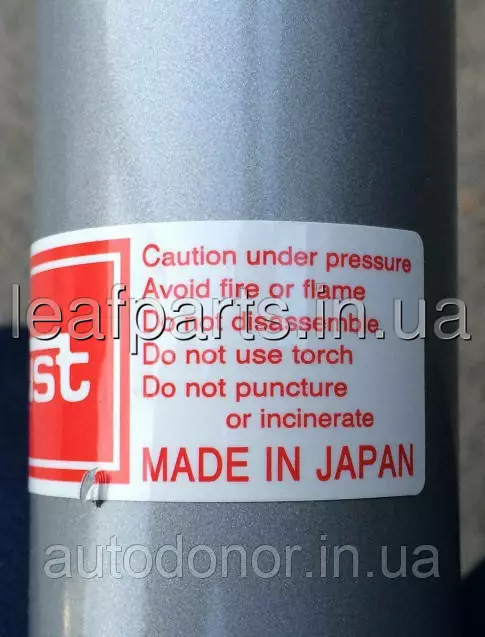 Caution under pressure
Avoid fire or flame
leafparts.in.ua
Do not disassemble
Do not use torch
Do not puncture
or incinerate
MADE IN JAPAN
autodonor.in.ua